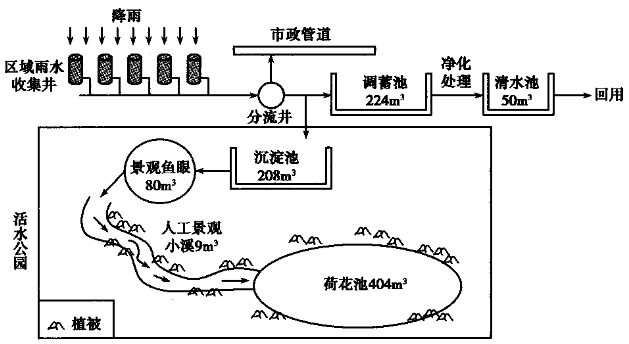 降雨
市政管道
区域雨水
收集井
分流井
调蓄池
224m³
净化
处理
清水池
50m³
回用
沉淀池
208m³
景观鱼眼
80m³
人工景观
小溪9m³
荷花池404m³
活水公园
植被